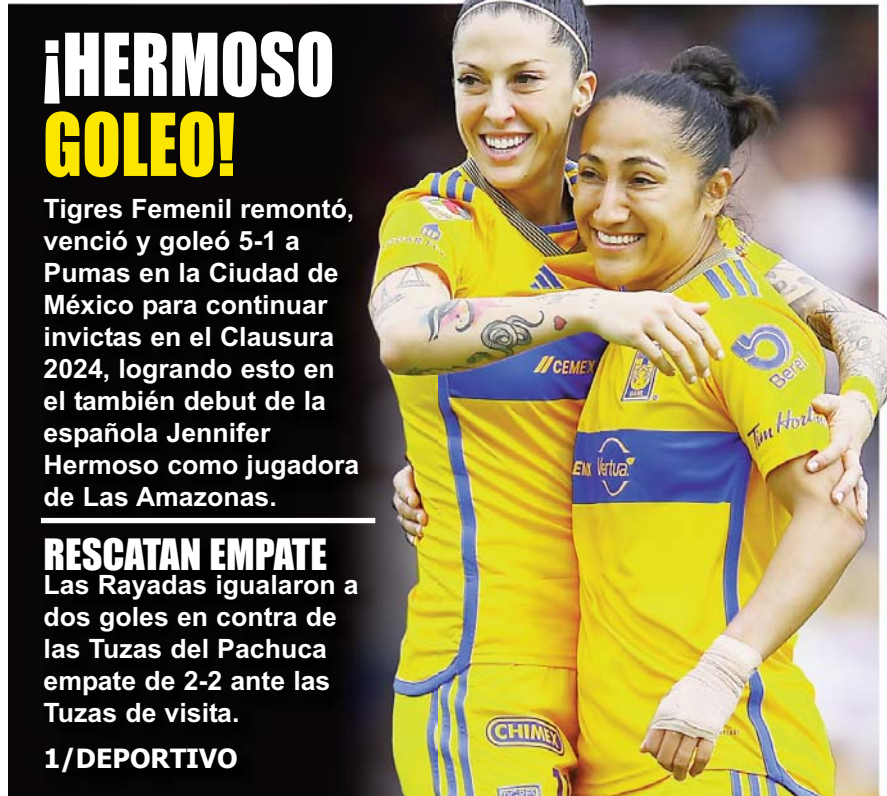 ¡HERMOSO
GOLEO!
Tigres Femenil remontó,
venció y goleó 5-1 a
Pumas en la Ciudad de
México para continuar
invictas en el Clausura
2024, logrando esto en
el también debut de la
española Jennifer
Hermoso como jugadora
de Las Amazonas.
RESCATAN EMPATE
Las Rayadas igualaron a
dos goles en contra de
las Tuzas del Pachuca
empate de 2-2 ante las
Tuzas de visita.
1/DEPORTIVO
CEMEX
Berel
Tim Hort
Vertua
CHIMEX
TIGRES